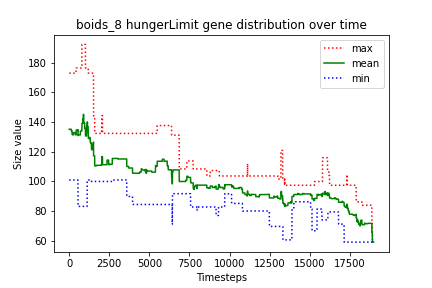 boids_8 hungerLimit gene distribution over time
max
mean
min
Size value
180
160
140
120
100
80
60
0 2500 5000 7500 10000 12500 15000 17500
Timesteps